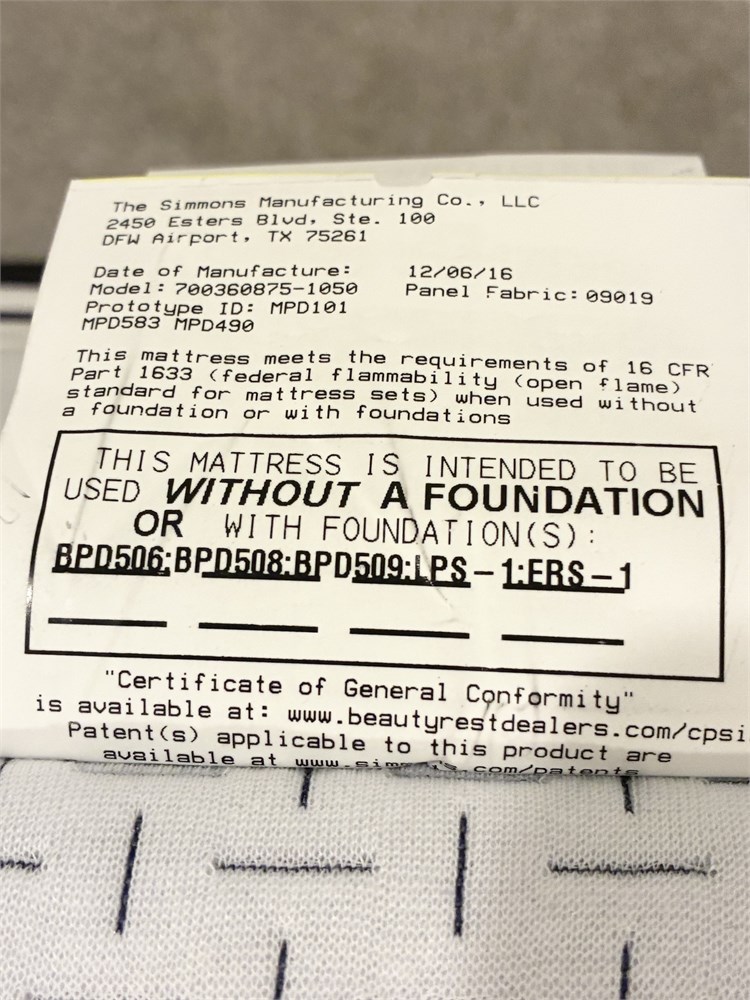 The Simmons Manufacturing Co., LLC
2450 Esters Blvd, Ste. 100
DFW Airport, TX 75261
Date of Manufacture: 12/06/16
Model: 700360875-1050 Panel Fabric: 09019
Prototype ID: MPD101
MPD583 MPD490
This mattress meets the requirements of 16 CFR
Part 1633 (federal flammability (open flame)
standard for mattress sets) when used without
a foundation or with foundations
THIS MATTRESS IS INTENDED TO BE
USED WITHOUT A FOUNDATION
OR WITH FOUNDATION(S):
BPD506;BPD508;BPD509;LPS-1;ERS-1
"Certificate of General Conformity"
is available at: www.beautyrestdealers.com/cpsi
Patent(s) applicable to this product are
available at